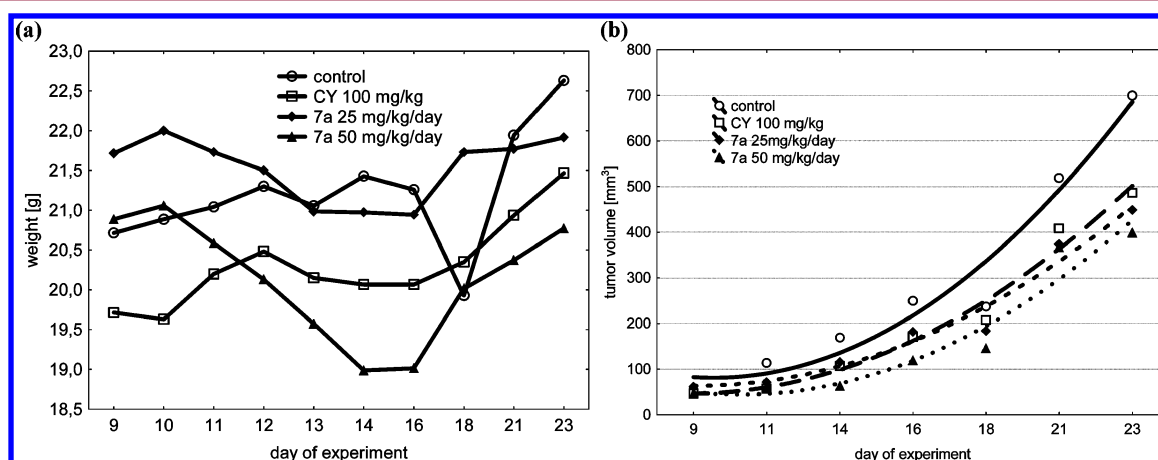 (a)
23,0
22,5
22,0
21,5
21,0
20,5
20,0
19,5
19,0
18,5
weight [g]
control
CY 100 mg/kg
7a 25 mg/kg/day
7a 50 mg/kg/day
9 10 11 12 13 14 16 18 21 23
day of experiment
(b)
800
700
600
500
400
300
200
100
0
tumor volume [mm³]
control
CY 100 mg/kg
7a 25mg/kg/day
7a 50 mg/kg/day
9 11 14 16 18 21 23
day of experiment